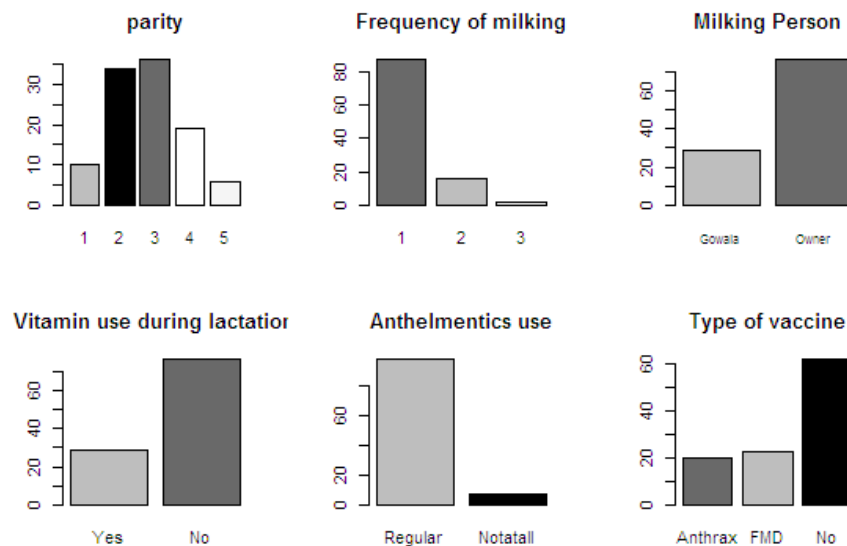 parity
30
20
10
0
1 2 3 4 5
Frequency of milking
80
60
40
20
0
1 2 3
Milking Person
60
40
20
0
Gowala Owner
Vitamin use during lactation
60
40
20
0
Yes No
Anthelmentics use
60
20
0
Regular Notatall
Type of vaccine
60
40
20
0
Anthrax FMD No